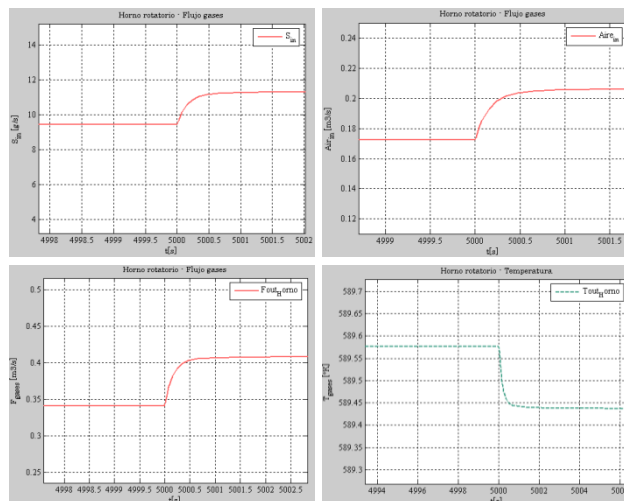 Horno rotatorio - Flujo gases
S_in
S_in [g/s]
14
12
10
8
6
4
4998 4998.5 4999 4999.5 5000 5000.5 5001 5001.5 5002
t[s]
Horno rotatorio - Flujo gases
Aire_in
Air_in [m3/s]
0.24
0.22
0.2
0.18
0.16
0.14
0.12
4999 4999.5 5000 5000.5 5001 5001.5
t[s]
Horno rotatorio - Flujo gases
Fout_Horno
F_gases [m3/s]
0.5
0.45
0.4
0.35
0.3
0.25
4998 4998.5 4999 4999.5 5000 5000.5 5001 5001.5 5002 5002.5
t[s]
Horno rotatorio - Temperatura
Tout_Horno
T_gases [°K]
589.7
589.65
589.6
589.55
589.5
589.45
589.4
589.35
589.3
4994 4996 4998 5000 5002 5004 500
t[s]